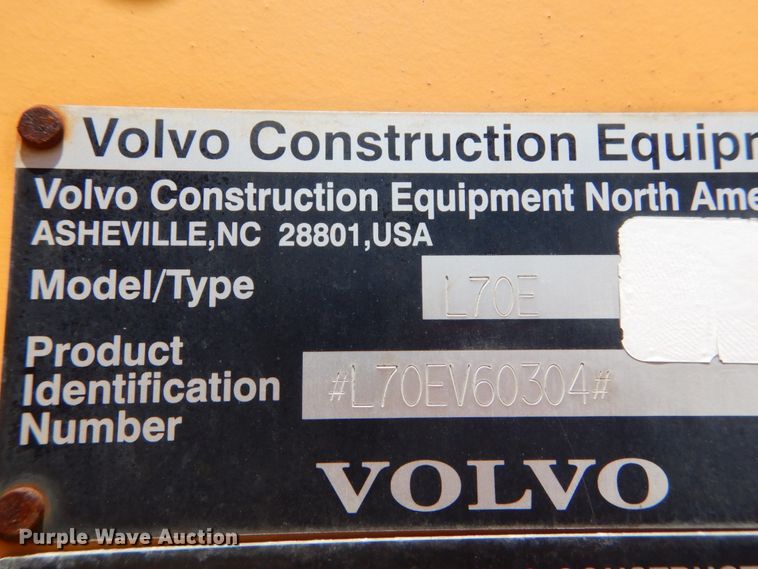 Volvo Construction Equipm
Volvo Construction Equipment North Ame
ASHEVILLE,NC 28801,USA
Model/Type L70E
Product
Identification
Number
#L70EV60304#
VOLVO
Purple Wave Auction